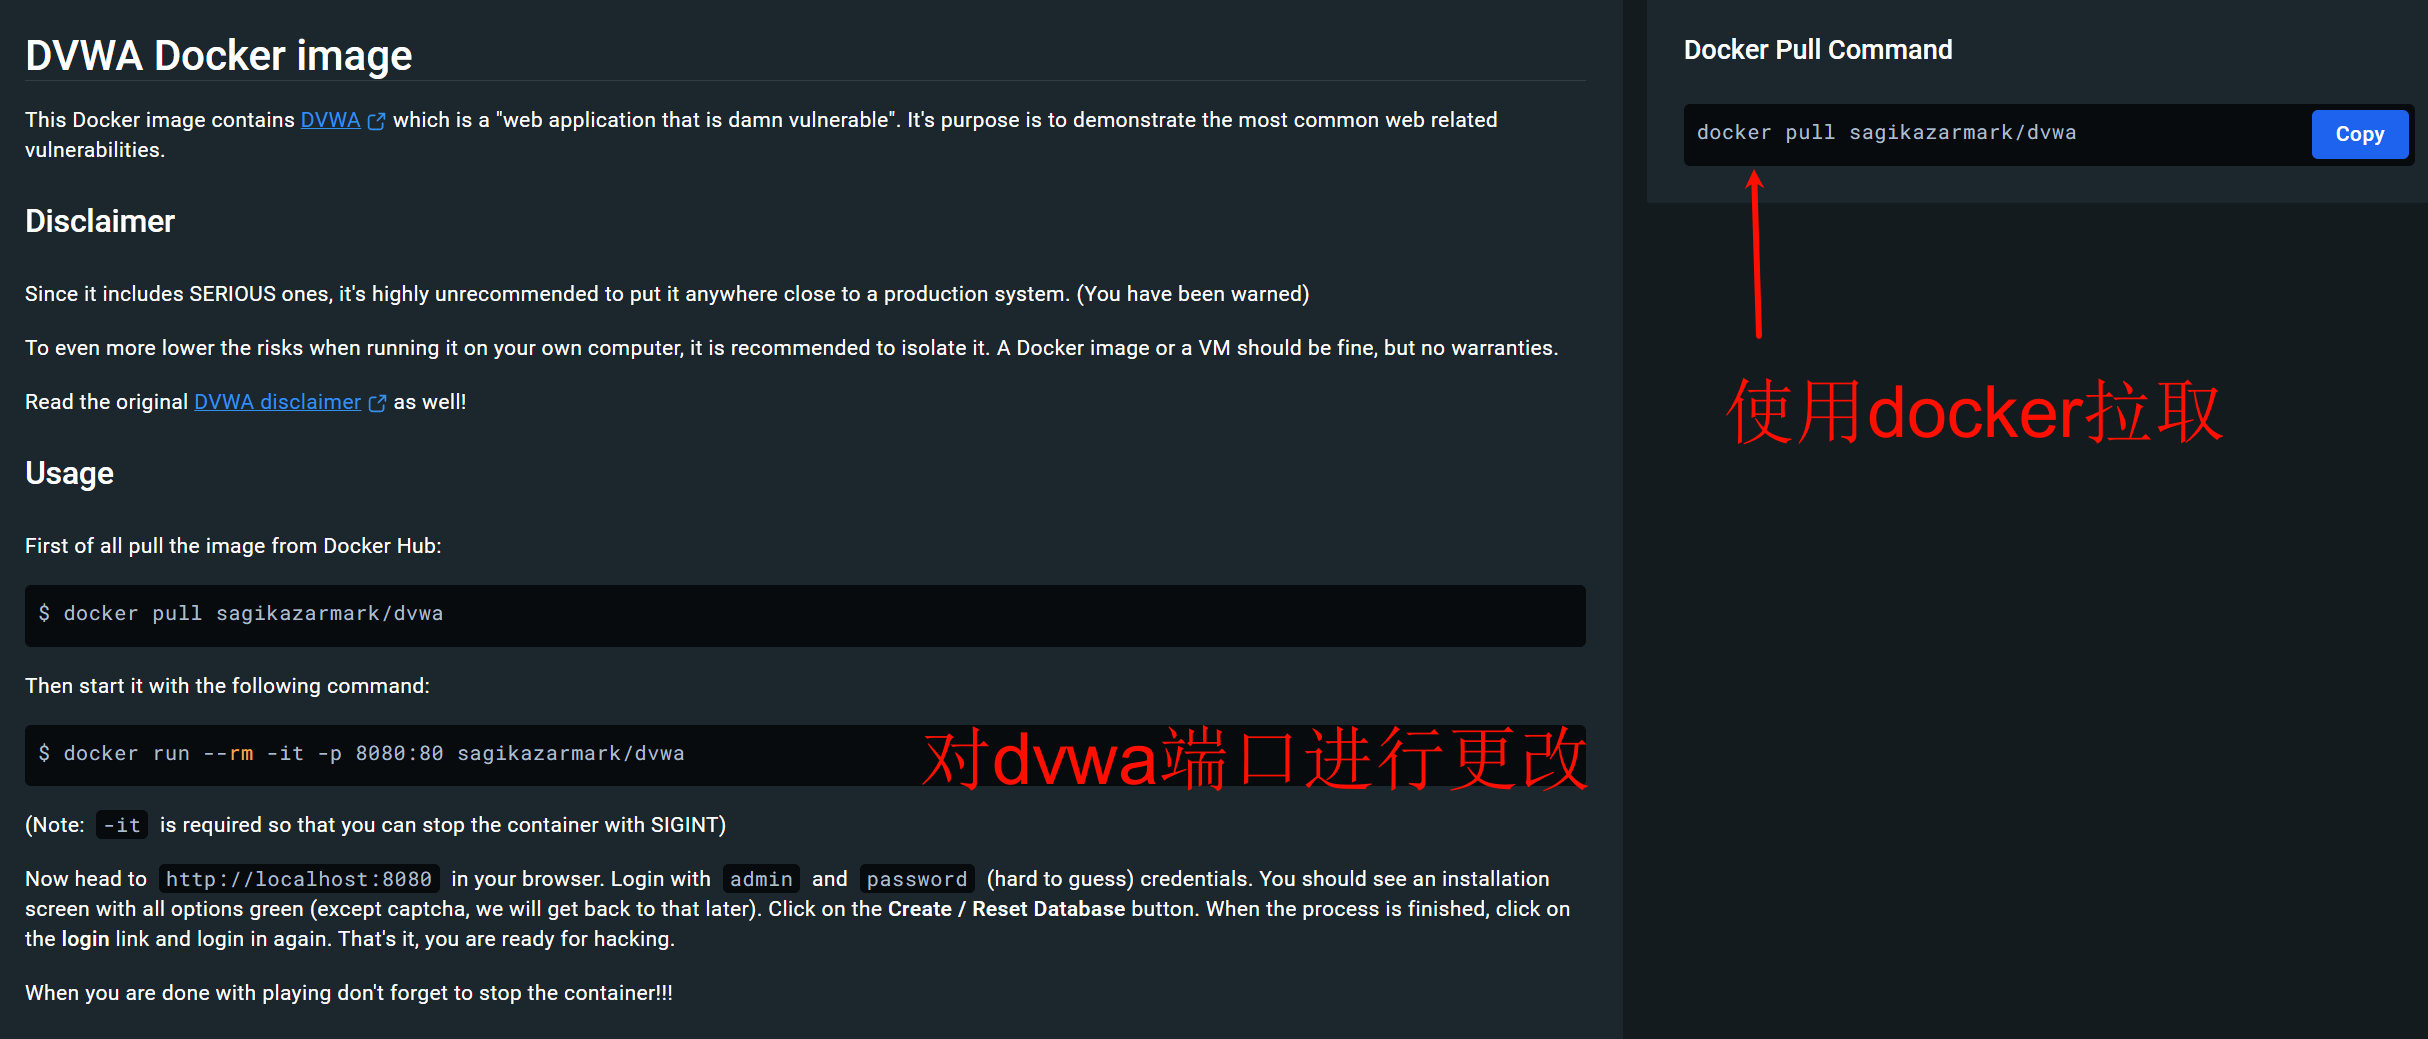 DVWA Docker image
This Docker image contains DVWA which is a "web application that is damn vulnerable". It's purpose is to demonstrate the most common web related
vulnerabilities.
Disclaimer
Since it includes SERIOUS ones, it's highly unrecommended to put it anywhere close to a production system. (You have been warned)
To even more lower the risks when running it on your own computer, it is recommended to isolate it. A Docker image or a VM should be fine, but no warranties.
Read the original DVWA disclaimer as well!
Usage
First of all pull the image from Docker Hub:
$ docker pull sagikazarmark/dvwa
Then start it with the following command:
$ docker run --rm -it -p 8080:80 sagikazarmark/dvwa
对dvwa端口进行更改
(Note: -it is required so that you can stop the container with SIGINT)
Now head to http://localhost:8080 in your browser. Login with admin and password (hard to guess) credentials. You should see an installation
screen with all options green (except captcha, we will get back to that later). Click on the Create / Reset Database button. When the process is finished, click on
the login link and login in again. That's it, you are ready for hacking.
When you are done with playing don't forget to stop the container!!!
Docker Pull Command
docker pull sagikazarmark/dvwa
Copy
使用docker拉取